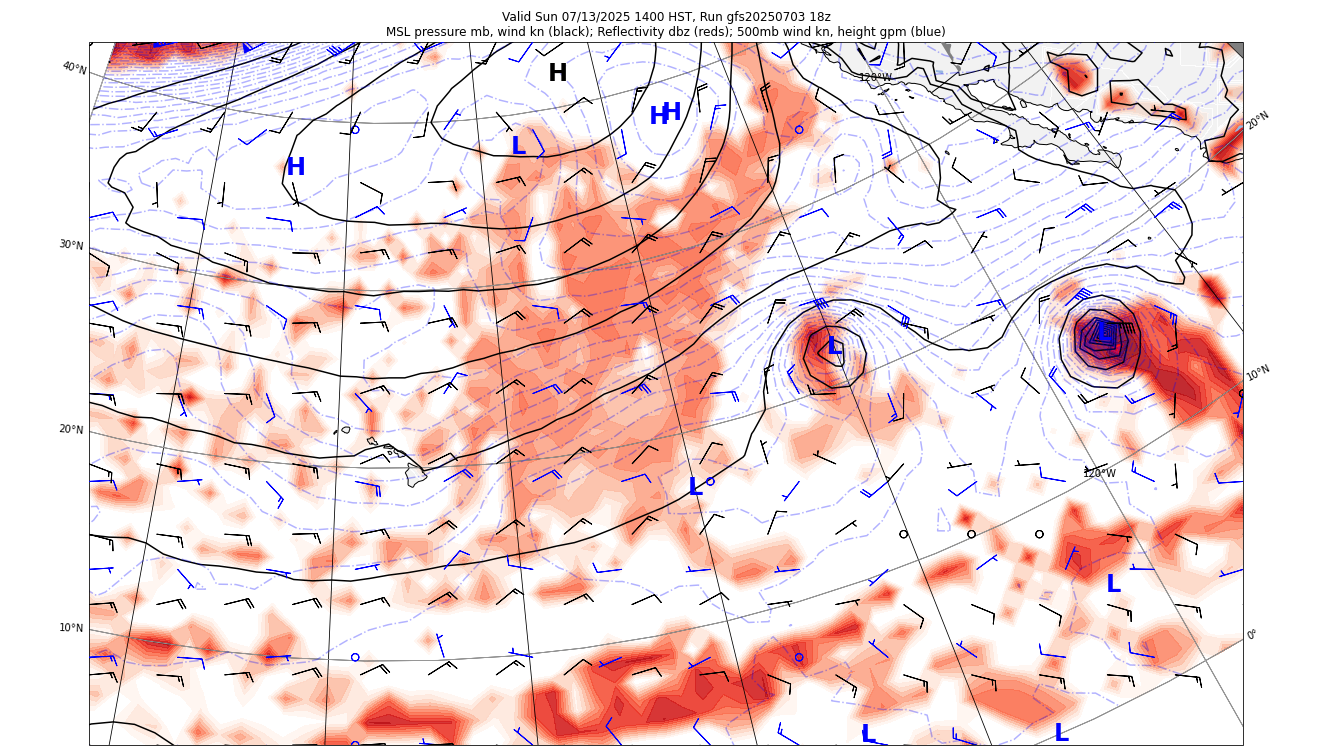 Valid Sun 07/13/2025 1400 HST, Run gfs20250703 18z
MSL pressure mb, wind kn (black); Reflectivity dbz (reds); 500mb wind kn, height gpm (blue)
40°N
H
120°W
H H
20°N
L
H
30°N
L
L
10°N
20°N
120°W
L
L
10°N
0°
L
L